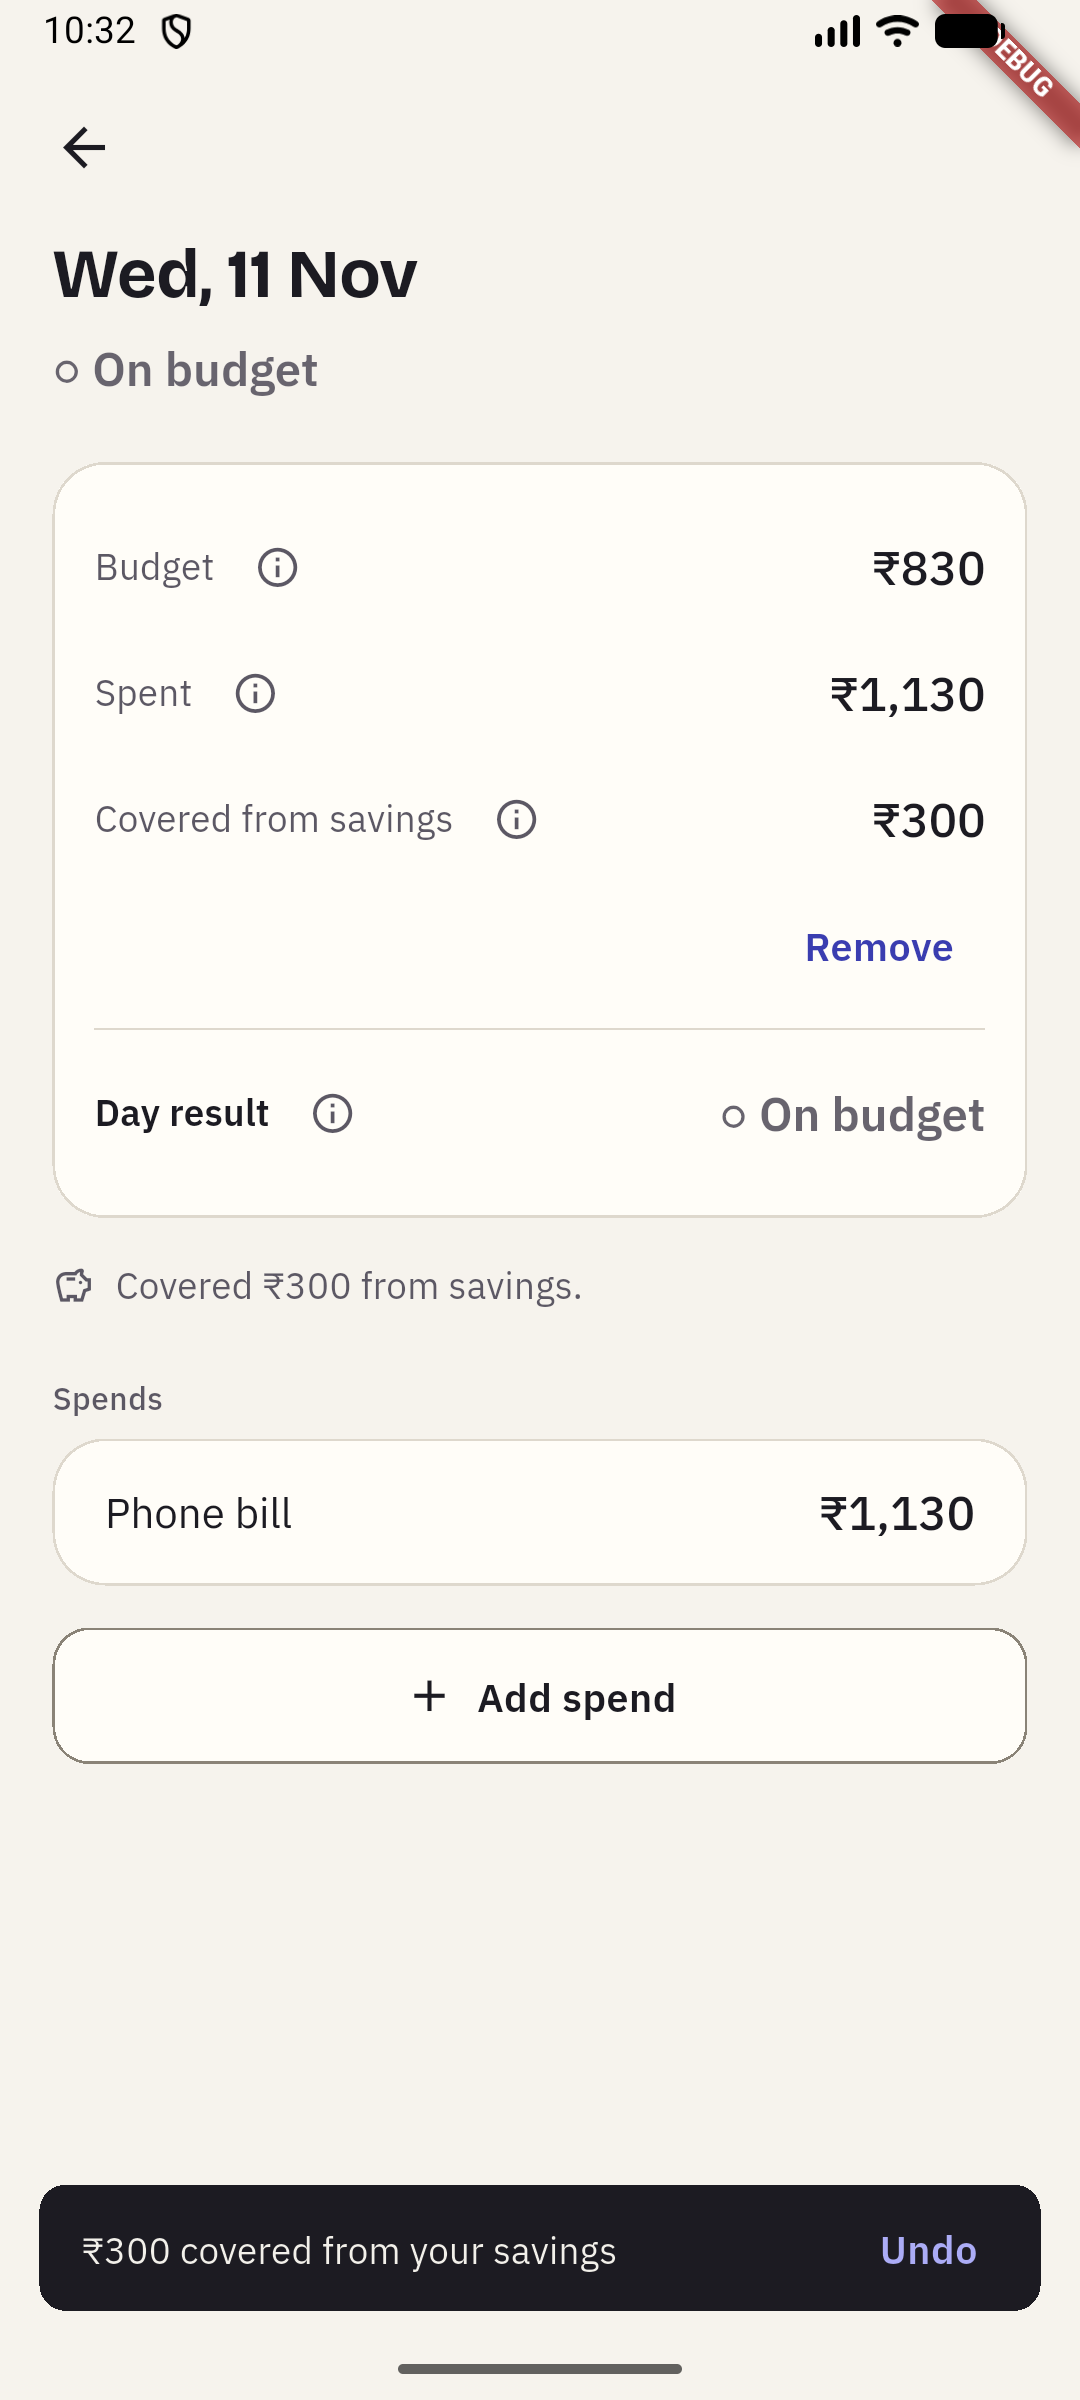 10:32
EBUG
Wed, 11 Nov
On budget
Budget ₹830
Spent ₹1,130
Covered from savings ₹300
Remove
Day result On budget
Covered ₹300 from savings.
Spends
Phone bill ₹1,130
+ Add spend
₹300 covered from your savings Undo